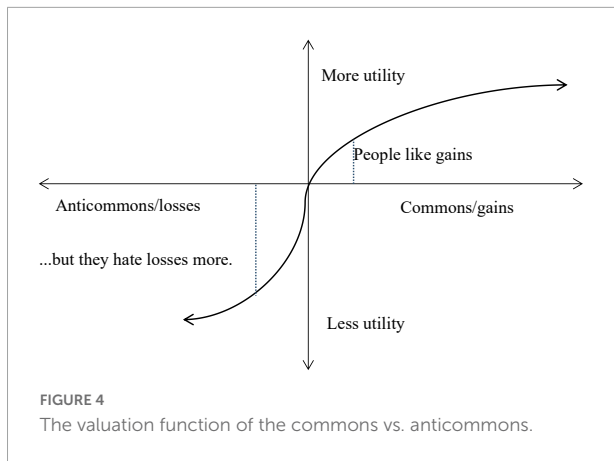 More utility
People like gains
Anticommons/losses
Commons/gains
...but they hate losses more.
Less utility
FIGURE 4
The valuation function of the commons vs. anticommons.